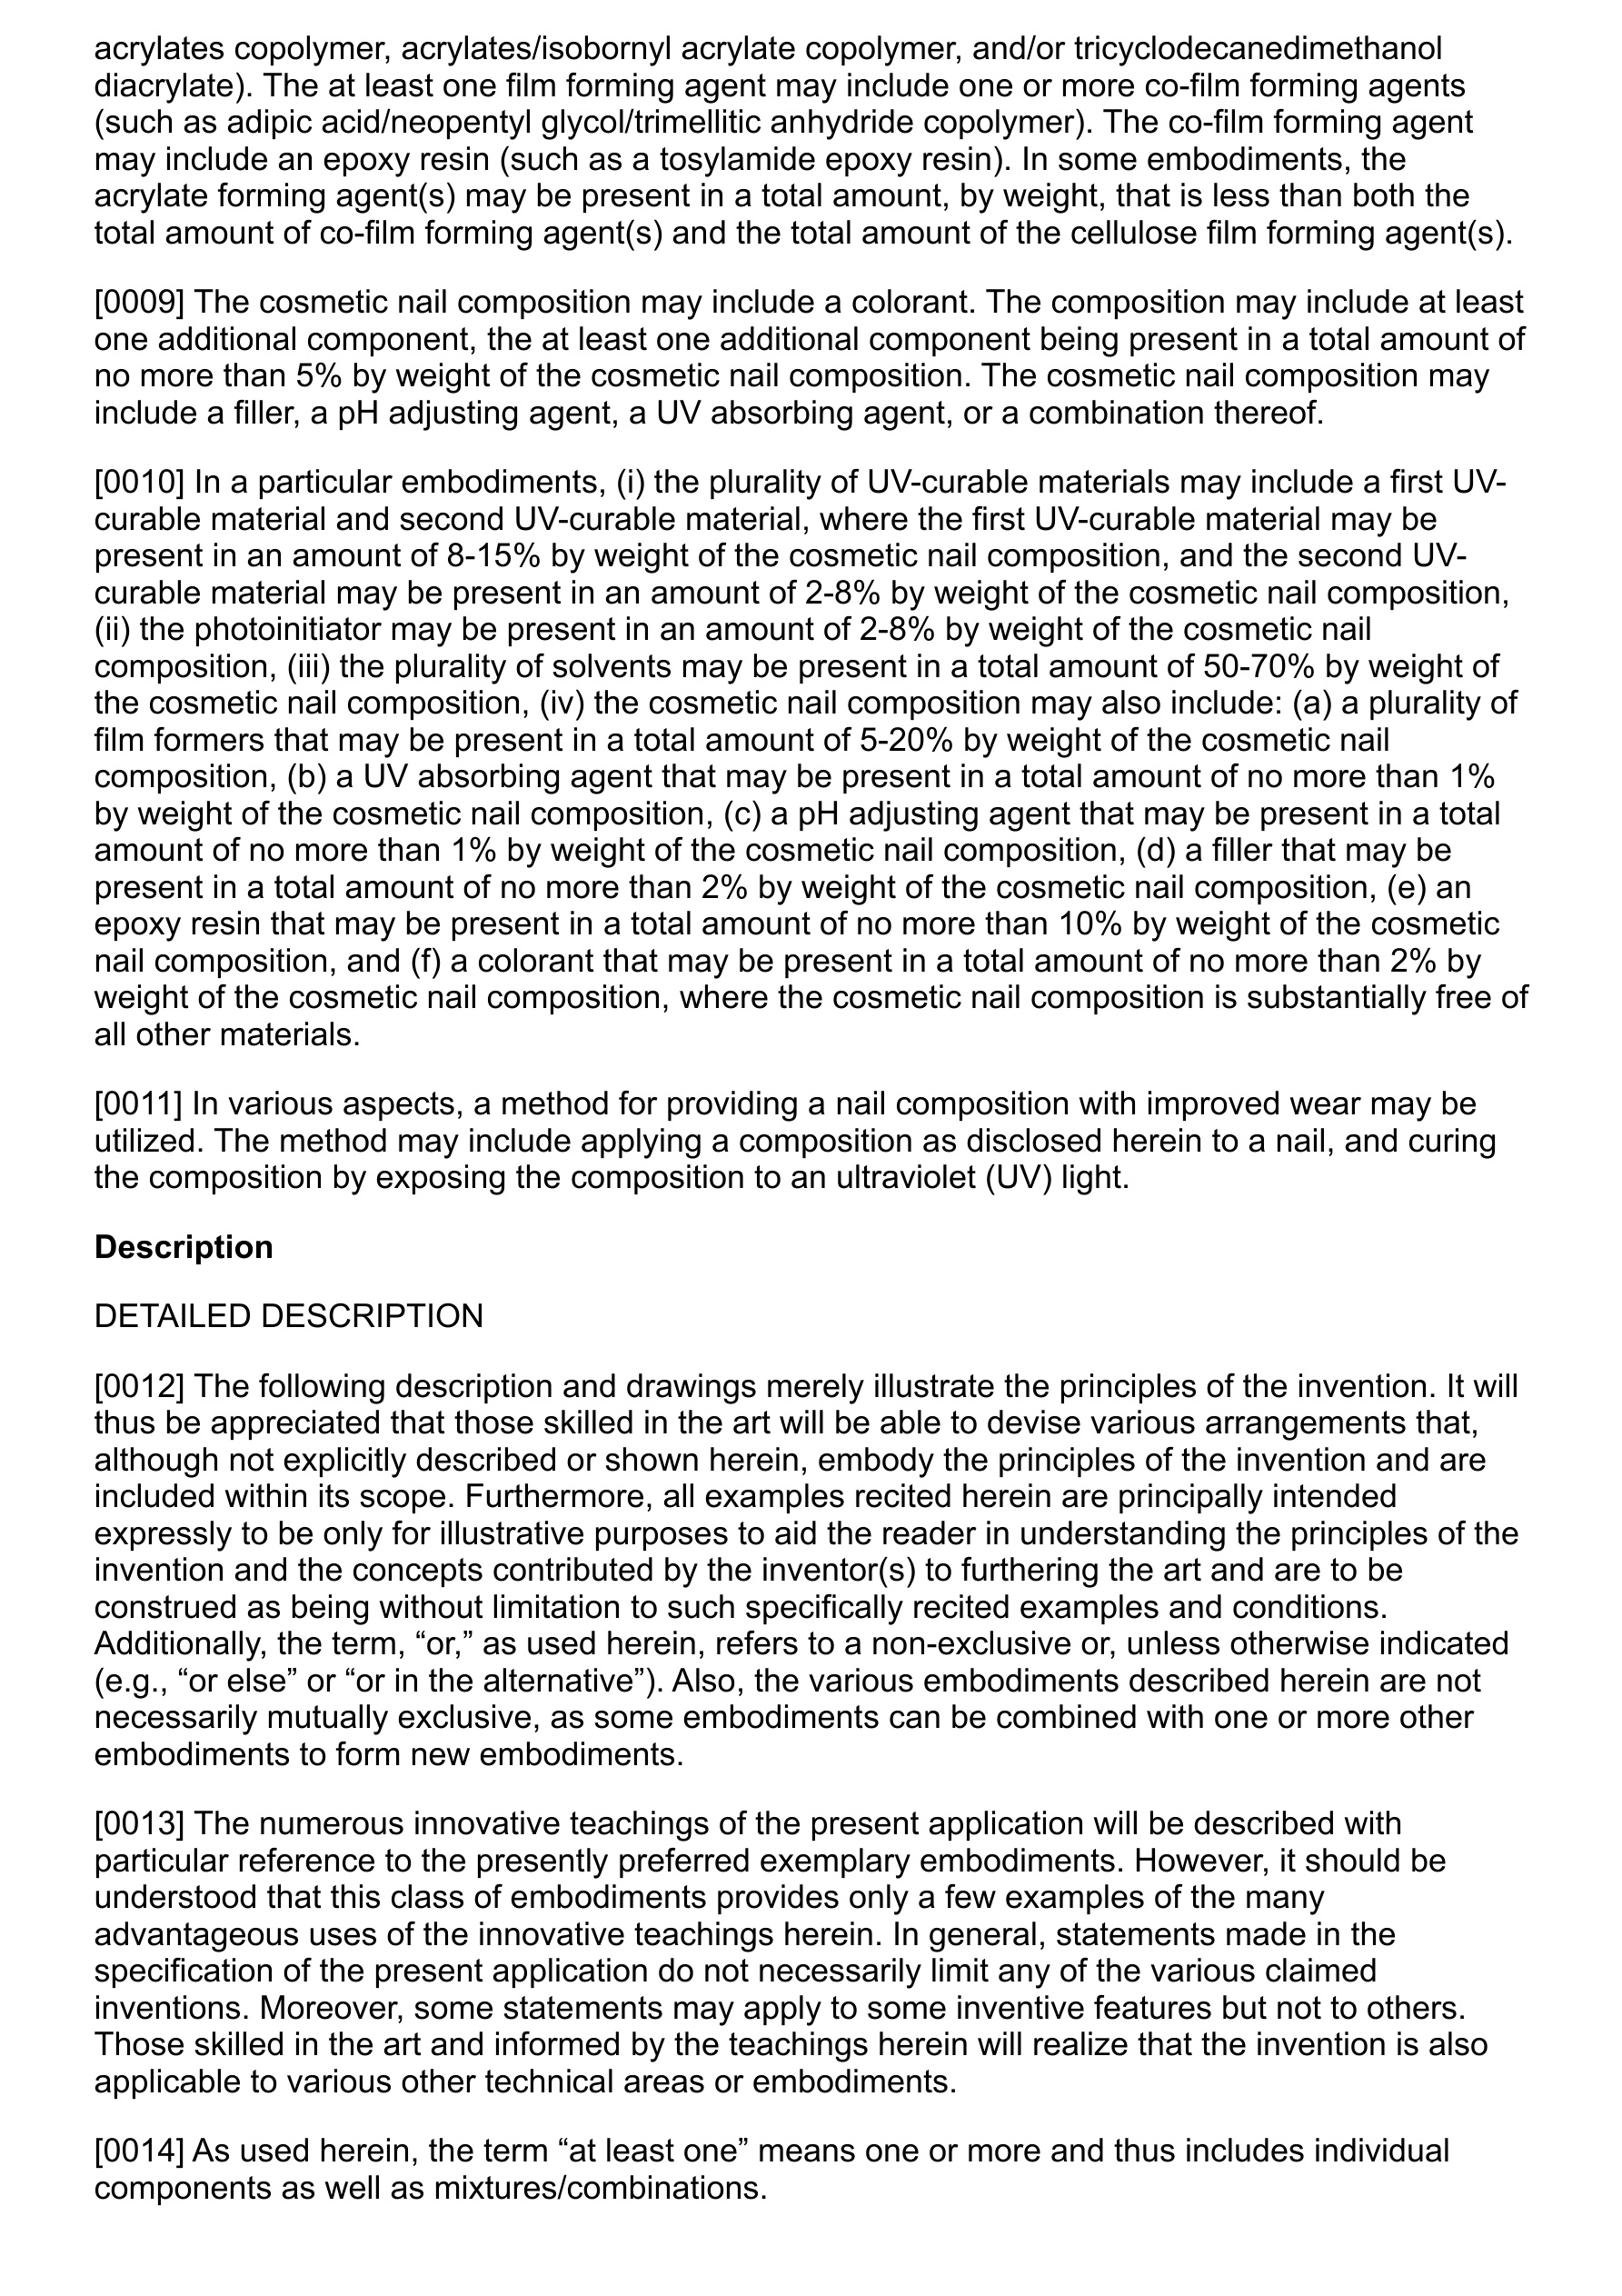 acrylates copolymer, acrylates/isobornyl acrylate copolymer, and/or tricyclodecanedimethanol
diacrylate). The at least one film forming agent may include one or more co-film forming agents
(such as adipic acid/neopentyl glycol/trimellitic anhydride copolymer). The co-film forming agent
may include an epoxy resin (such as a tosylamide epoxy resin). In some embodiments, the
acrylate forming agent(s) may be present in a total amount, by weight, that is less than both the
total amount of co-film forming agent(s) and the total amount of the cellulose film forming agent(s).
[0009] The cosmetic nail composition may include a colorant. The composition may include at least
one additional component, the at least one additional component being present in a total amount of
no more than 5% by weight of the cosmetic nail composition. The cosmetic nail composition may
include a filler, a pH adjusting agent, a UV absorbing agent, or a combination thereof.
[0010] In a particular embodiments, (i) the plurality of UV-curable materials may include a first UV-
curable material and second UV-curable material, where the first UV-curable material may be
present in an amount of 8-15% by weight of the cosmetic nail composition, and the second UV-
curable material may be present in an amount of 2-8% by weight of the cosmetic nail composition,
(ii) the photoinitiator may be present in an amount of 2-8% by weight of the cosmetic nail
composition, (iii) the plurality of solvents may be present in a total amount of 50-70% by weight of
the cosmetic nail composition, (iv) the cosmetic nail composition may also include: (a) a plurality of
film formers that may be present in a total amount of 5-20% by weight of the cosmetic nail
composition, (b) a UV absorbing agent that may be present in a total amount of no more than 1%
by weight of the cosmetic nail composition, (c) a pH adjusting agent that may be present in a total
amount of no more than 1% by weight of the cosmetic nail composition, (d) a filler that may be
present in a total amount of no more than 2% by weight of the cosmetic nail composition, (e) an
epoxy resin that may be present in a total amount of no more than 10% by weight of the cosmetic
nail composition, and (f) a colorant that may be present in a total amount of no more than 2% by
weight of the cosmetic nail composition, where the cosmetic nail composition is substantially free of
all other materials.
[0011] In various aspects, a method for providing a nail composition with improved wear may be
utilized. The method may include applying a composition as disclosed herein to a nail, and curing
the composition by exposing the composition to an ultraviolet (UV) light.
Description
DETAILED DESCRIPTION
[0012] The following description and drawings merely illustrate the principles of the invention. It will
thus be appreciated that those skilled in the art will be able to devise various arrangements that,
although not explicitly described or shown herein, embody the principles of the invention and are
included within its scope. Furthermore, all examples recited herein are principally intended
expressly to be only for illustrative purposes to aid the reader in understanding the principles of the
invention and the concepts contributed by the inventor(s) to furthering the art and are to be
construed as being without limitation to such specifically recited examples and conditions.
Additionally, the term, “or,” as used herein, refers to a non-exclusive or, unless otherwise indicated
(e.g., “or else” or “or in the alternative”). Also, the various embodiments described herein are not
necessarily mutually exclusive, as some embodiments can be combined with one or more other
embodiments to form new embodiments.
[0013] The numerous innovative teachings of the present application will be described with
particular reference to the presently preferred exemplary embodiments. However, it should be
understood that this class of embodiments provides only a few examples of the many
advantageous uses of the innovative teachings herein. In general, statements made in the
specification of the present application do not necessarily limit any of the various claimed
inventions. Moreover, some statements may apply to some inventive features but not to others.
Those skilled in the art and informed by the teachings herein will realize that the invention is also
applicable to various other technical areas or embodiments.
[0014] As used herein, the term “at least one” means one or more and thus includes individual
components as well as mixtures/combinations.